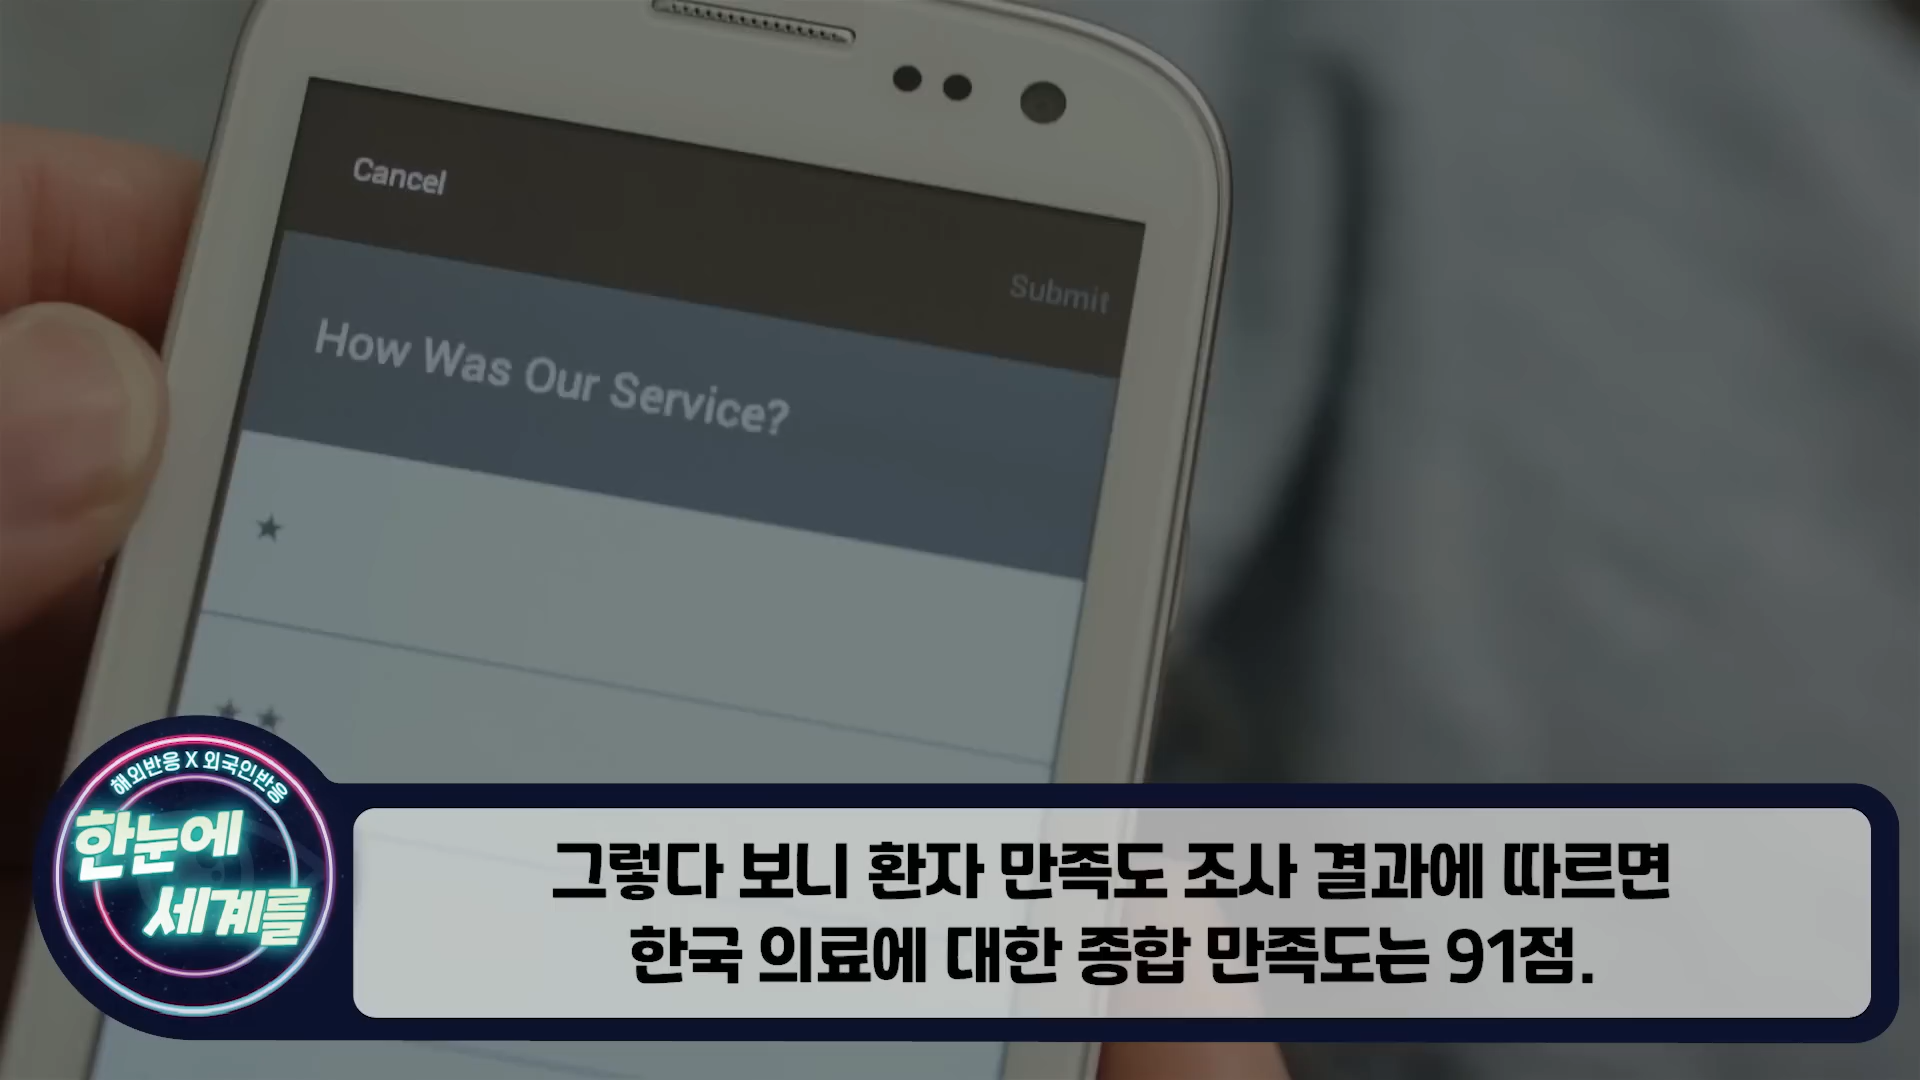 Cancel
Submit
How Was Our Service?
해외반응 X 외국인반응
한눈에
세계를
그렇다 보니 환자 만족도 조사 결과에 따르면
한국 의료에 대한 종합 만족도는 91점.